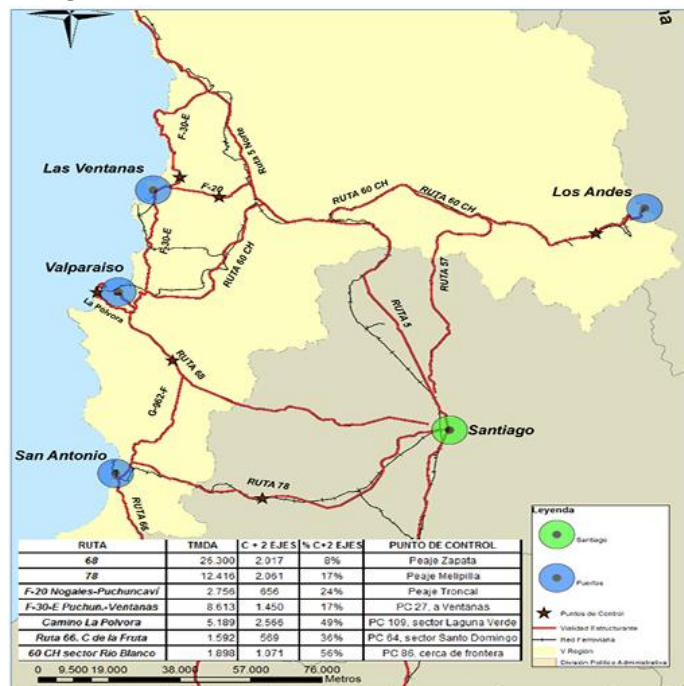 na
F-30-E
Ruta 5 Norte
Las Ventanas
F-20
RUTA 60 CH
RUTA 60 CH
Los Andes
F-30-E
RUTA 60 CH
RUTA 57
Valparaiso
La Polvora
RUTA 5
RUTA 68
G-962-F
Santiago
San Antonio
RUTA 78
RUTA 66
Leyenda
Santiago
Puertos
Puntos de Control
Vialidad Estructurante
Red Ferroviaria
V Región
División Político Administrativa
RUTA TMDA C + 2 EJES % C+2 EJES PUNTO DE CONTROL
68 25.300 2.017 8% Peaje Zapata
78 12.416 2.061 17% Peaje Melipilla
F-20 Nogales-Puchuncaví 2.756 656 24% Peaje Troncal
F-30-E Puchun.-Ventanas 8.613 1.450 17% PC 27, a Ventanas
Camino La Polvora 5.189 2.566 49% PC 109, sector Laguna Verde
Ruta 66. C de la Fruta 1.592 569 36% PC 64, sector Santo Domingo
60 CH sector Rio Blanco 1.898 1.071 56% PC 86, cerca de frontera
0 9.500 19.000 38.000 57.000 76.000
Metros